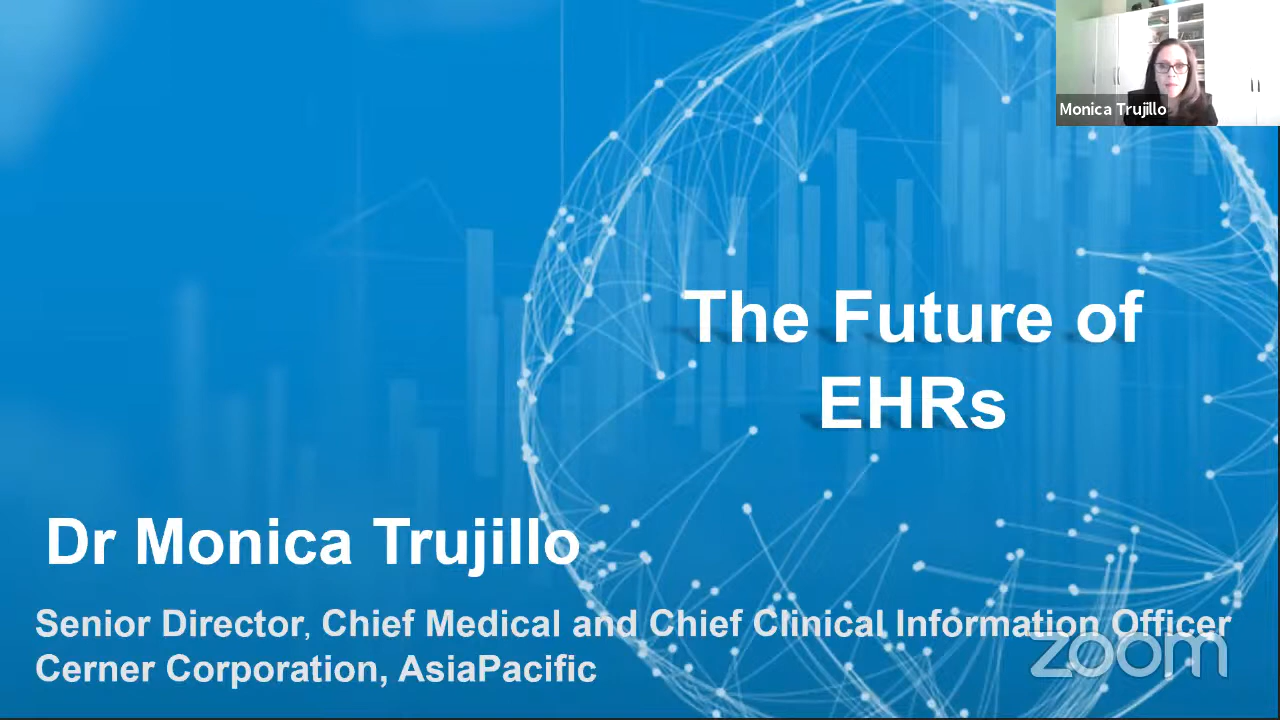 Monica Trujillo
The Future of
EHRs
Dr Monica Trujillo
Senior Director, Chief Medical and Chief Clinical Information Officer
Cerner Corporation, AsiaPacific
zoom